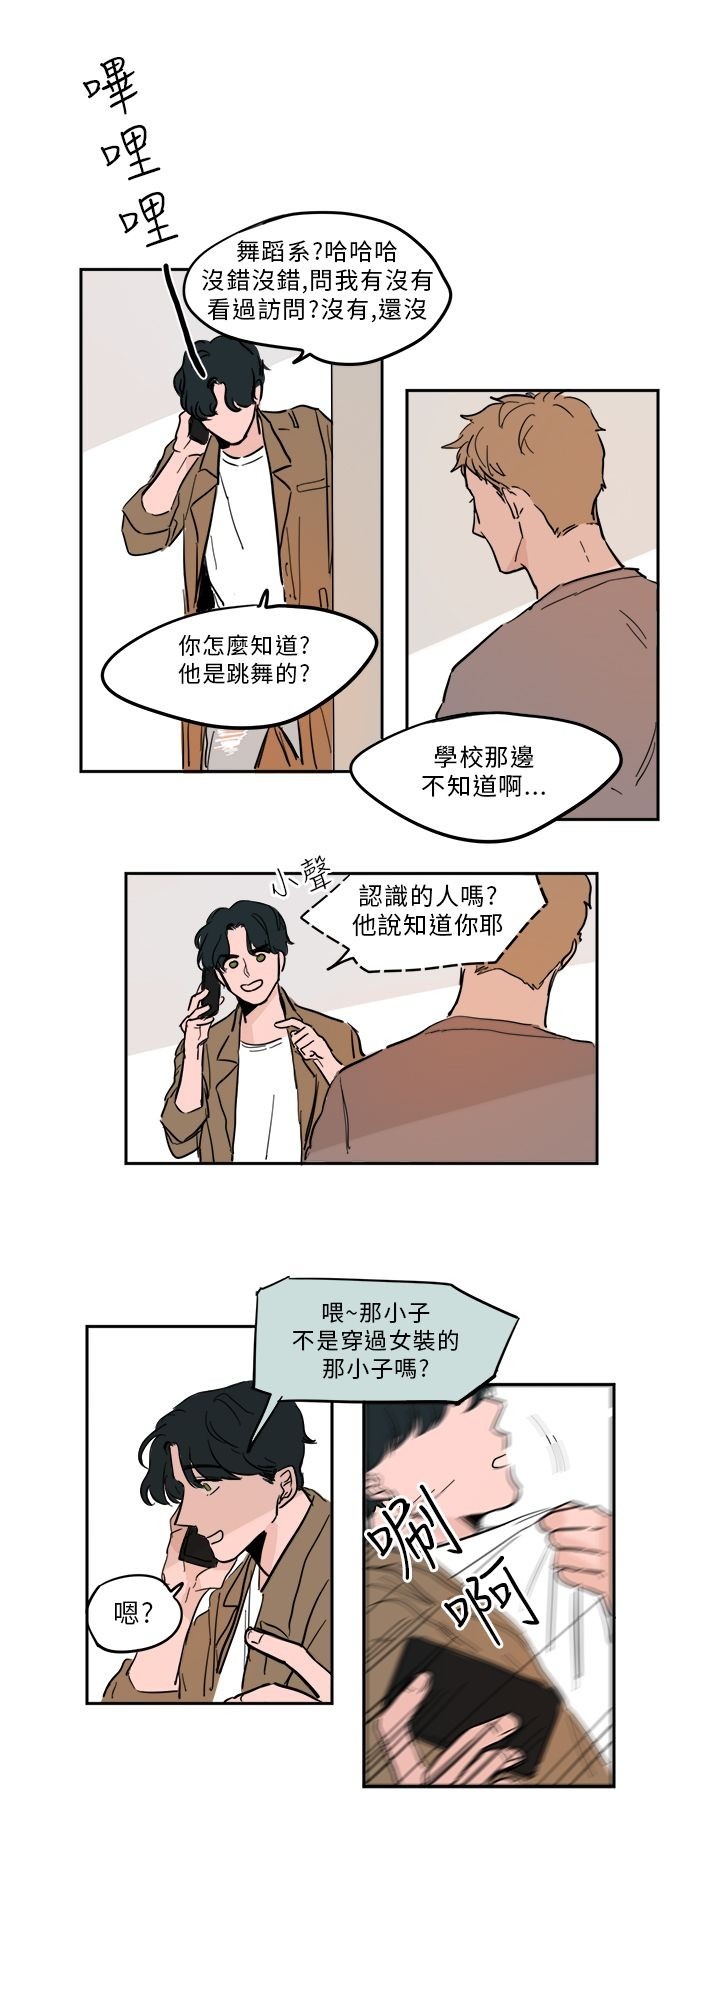 嗶
哩
哩
舞蹈系?哈哈哈
沒錯沒錯,問我有沒有
看過訪問?沒有,還沒
你怎麼知道?
他是跳舞的?
學校那邊
不知道啊...
小聲
認識的人嗎?
他說知道你耶
喂~那小子
不是穿過女裝的
那小子嗎?
嗯?
唰
啊